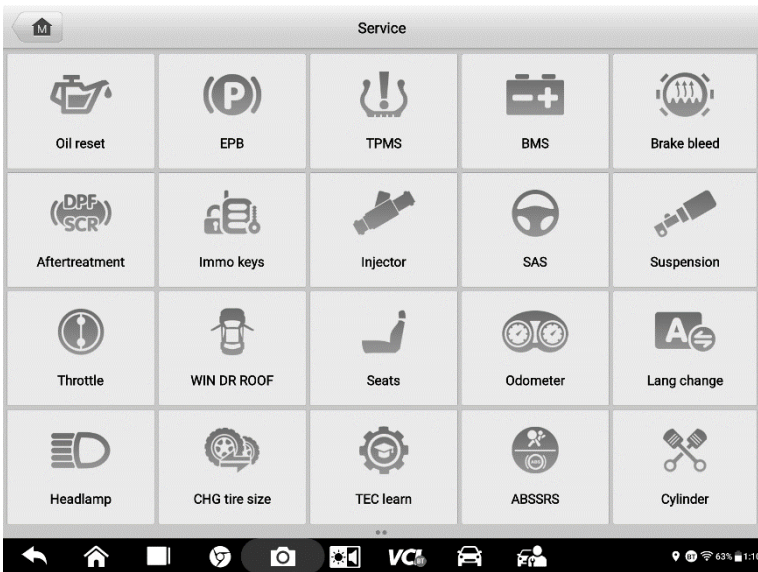 M
Service
Oil reset
EPB
TPMS
BMS
Brake bleed
DPF
SCR
Aftertreatment
Immo keys
Injector
SAS
Suspension
Throttle
WIN DR ROOF
Seats
Odometer
Lang change
Headlamp
CHG tire size
TEC learn
ABSSRS
Cylinder
VCI
BT
63%